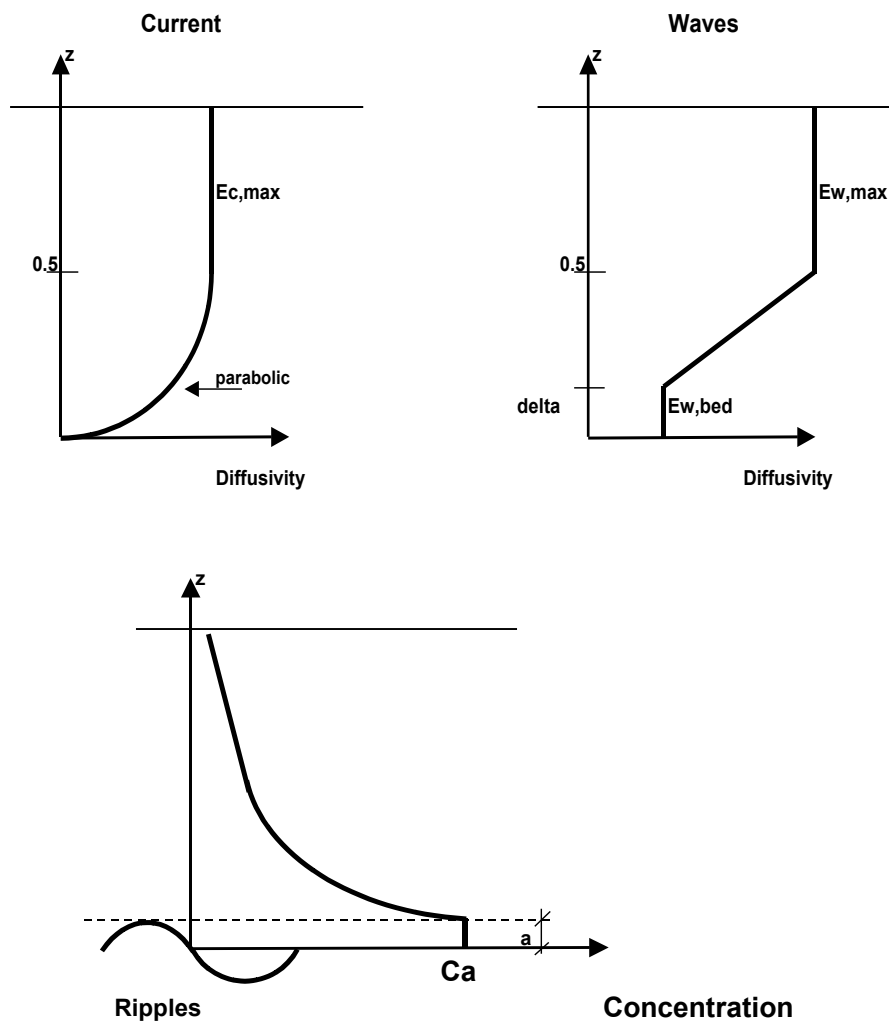 Current
Waves
z
z
Ec,max
Ew,max
0.5
0.5
parabolic
delta
Ew,bed
Diffusivity
Diffusivity
z
a
Ca
Ripples
Concentration